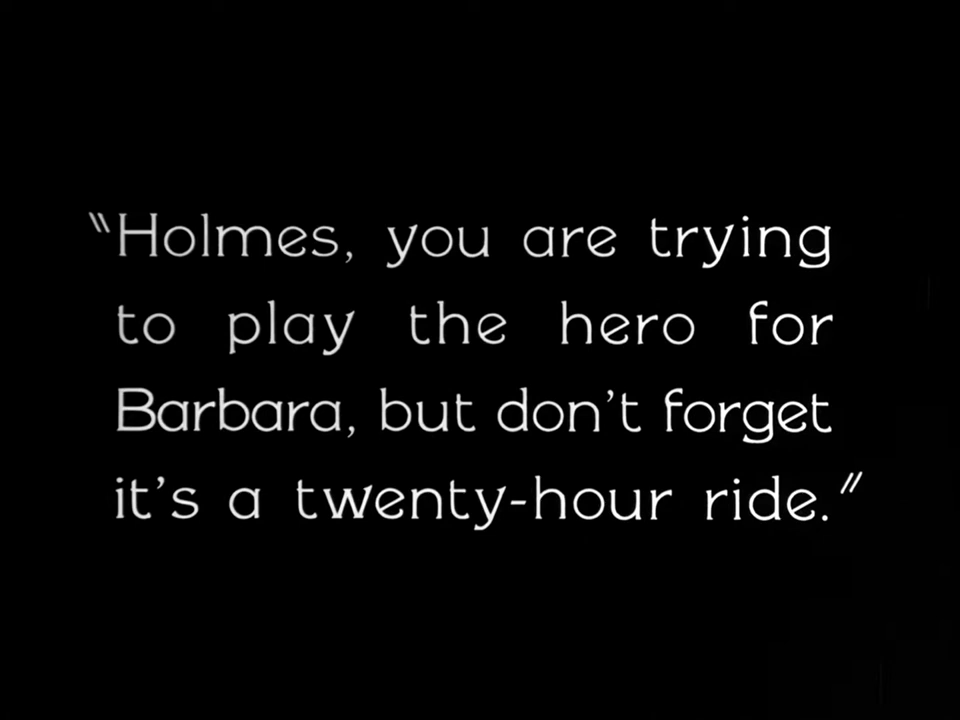 "Holmes, you are trying
to play the hero for
Barbara, but don't forget
it's a twenty-hour ride."